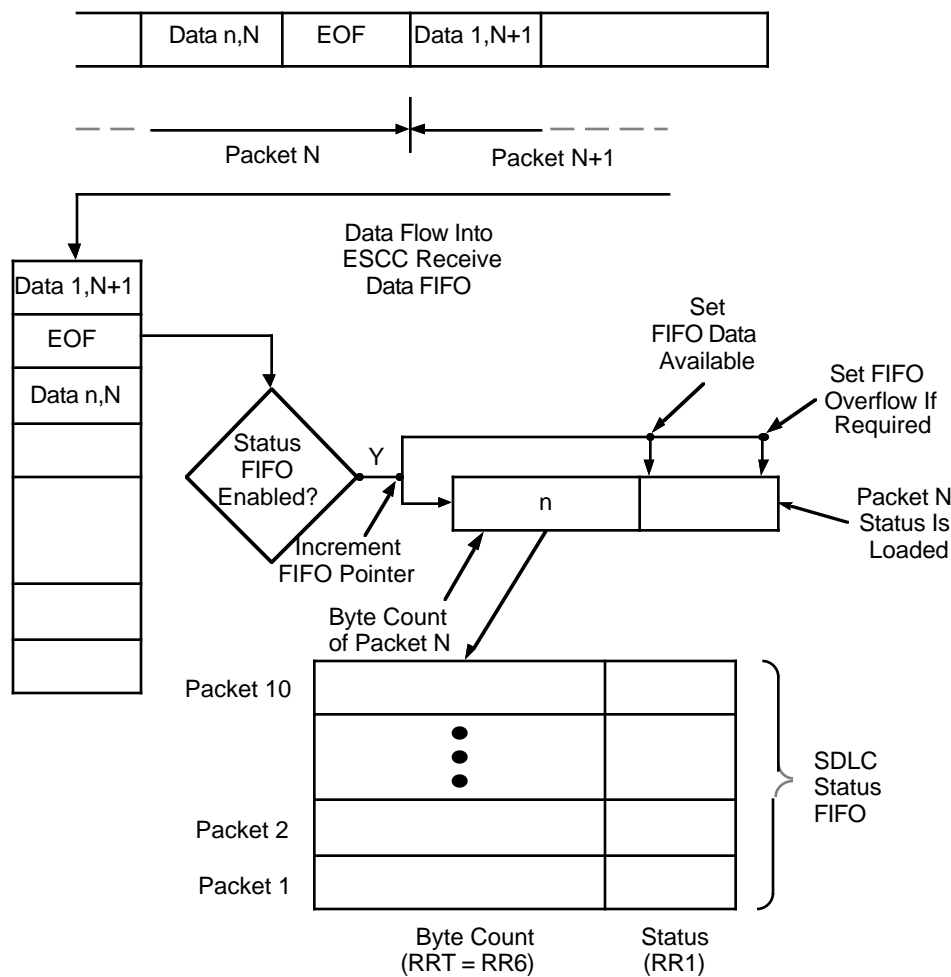 Data n,N EOF Data 1,N+1
Packet N Packet N+1
Data Flow Into
ESCC Receive
Data FIFO
Data 1,N+1
EOF
Data n,N
Status
FIFO
Enabled?
Y
Set
FIFO Data
Available
Set FIFO
Overflow If
Required
n
Packet N
Status Is
Loaded
Increment
FIFO Pointer
Byte Count
of Packet N
Packet 10
Packet 2
Packet 1
SDLC
Status
FIFO
Byte Count
(RRT = RR6)
Status
(RR1)